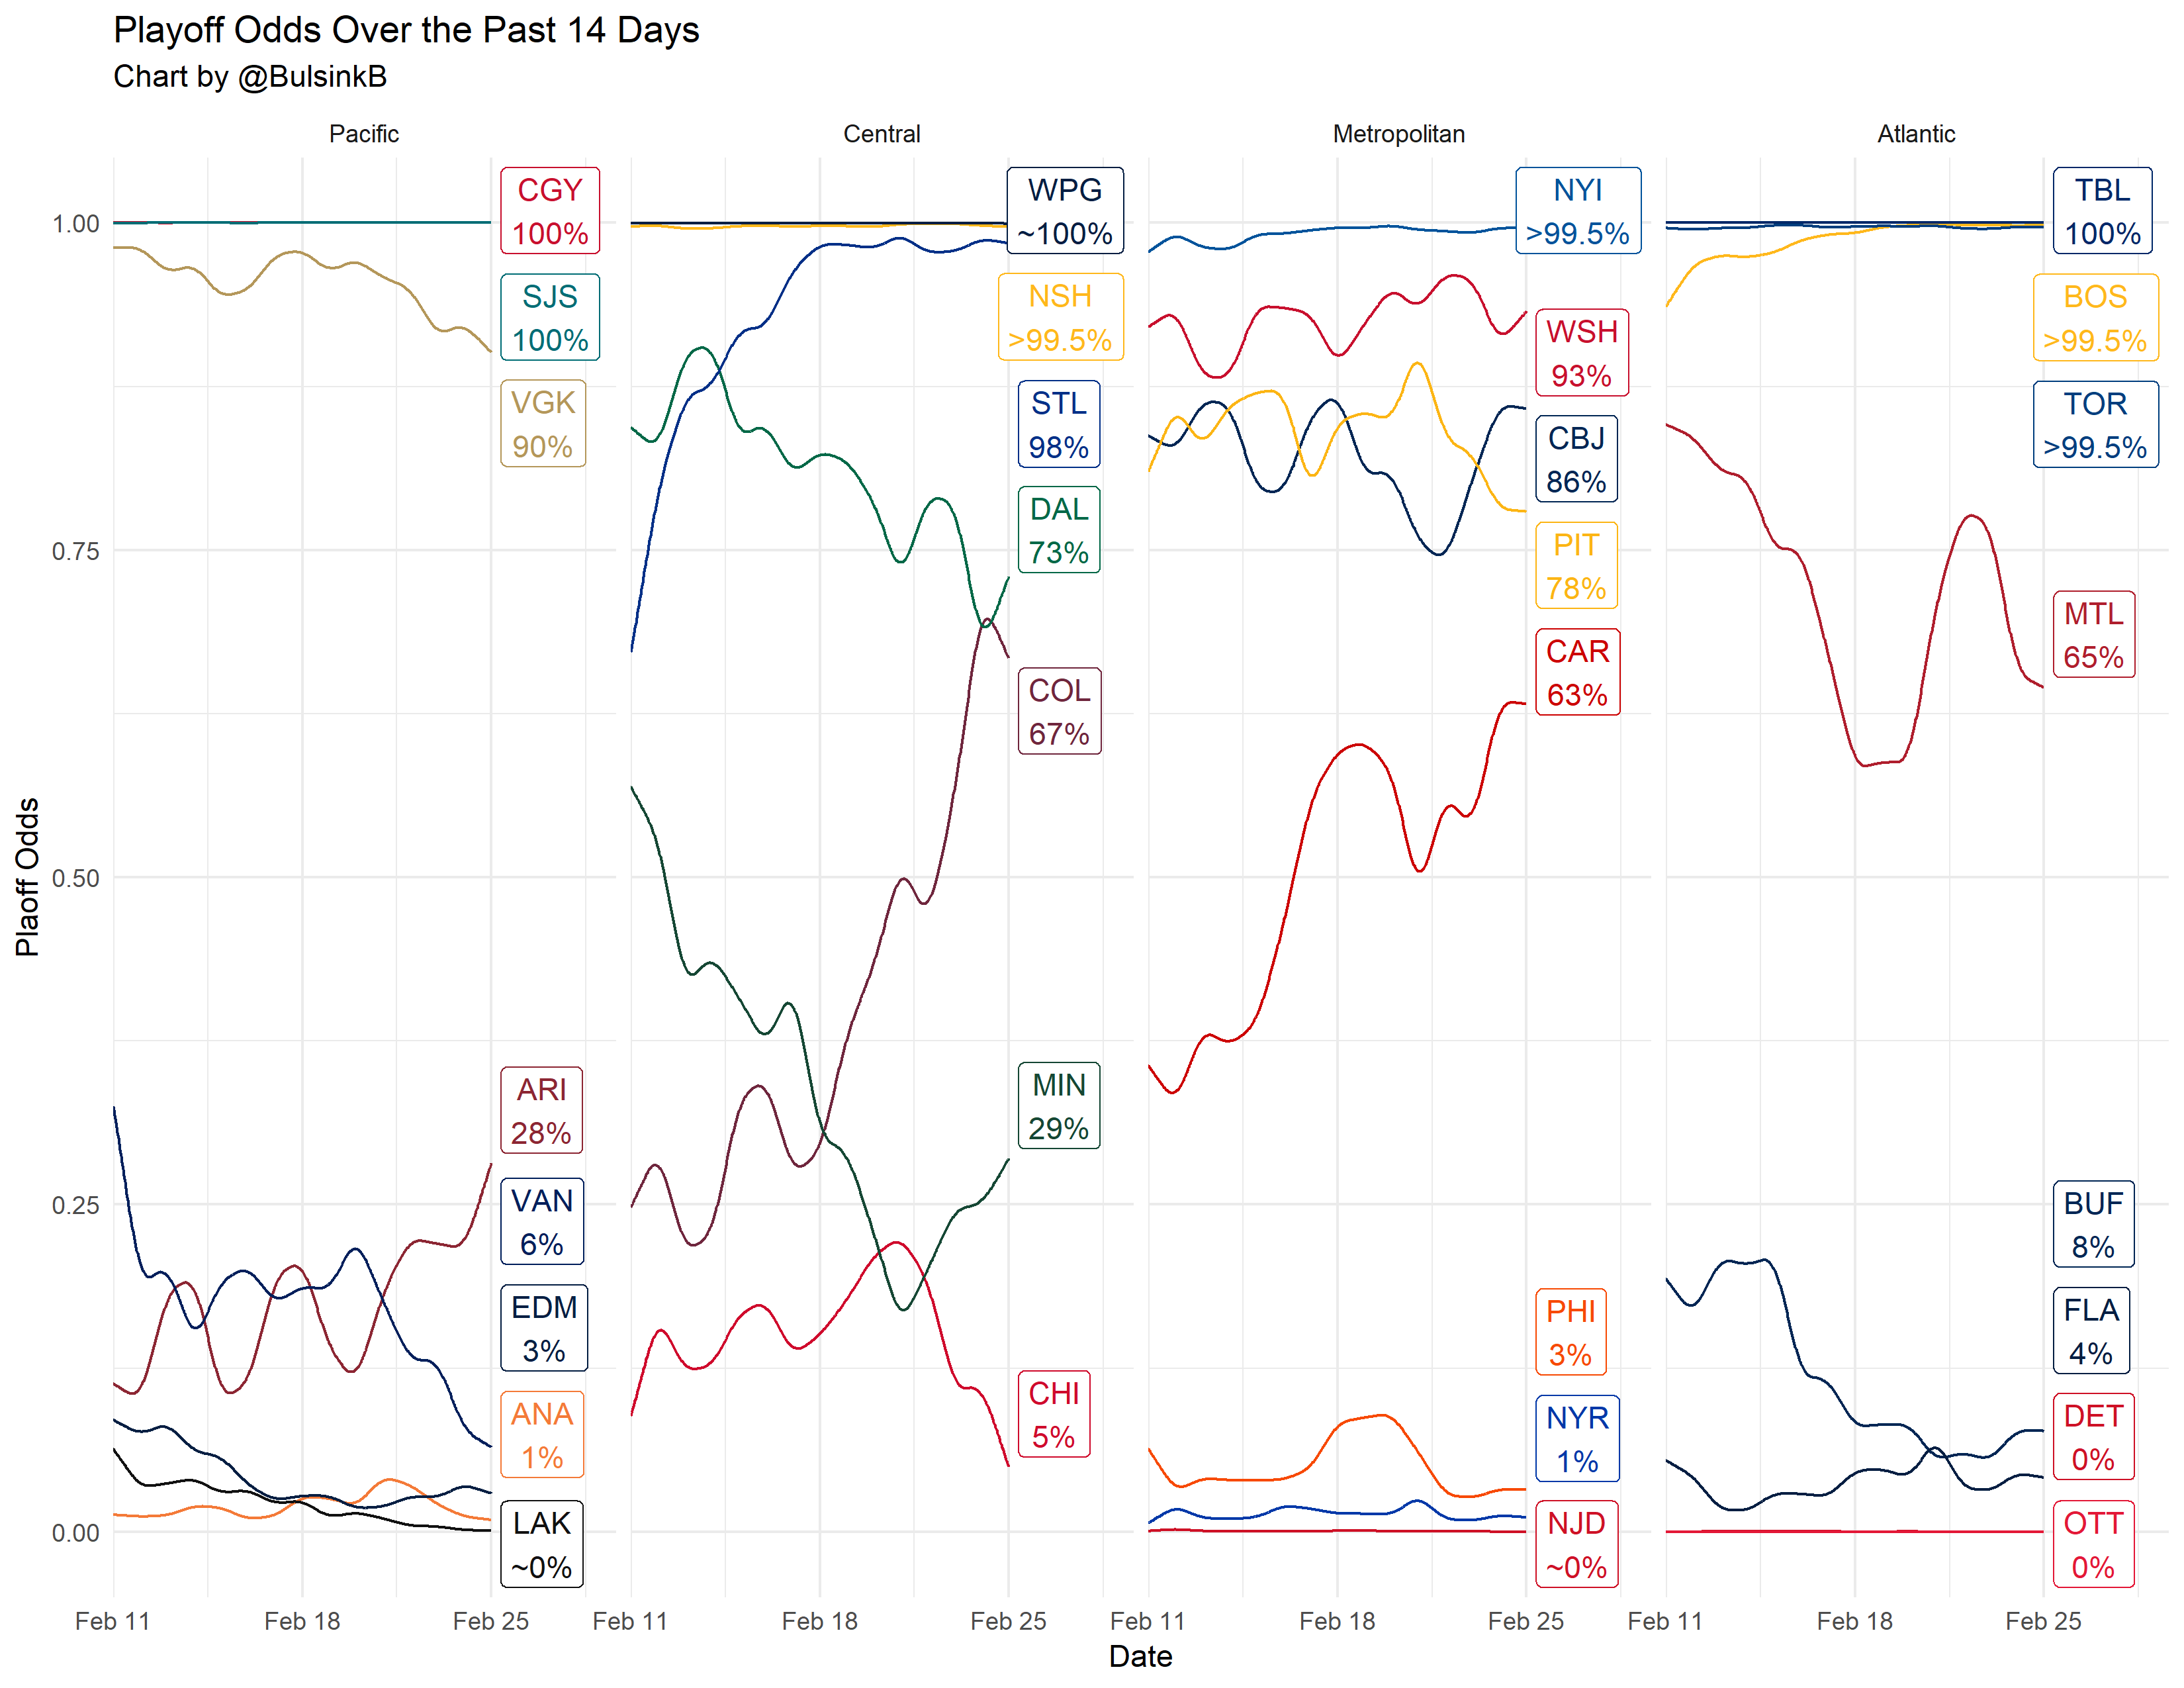 Playoff Odds Over the Past 14 Days
Chart by @BulsinkB
Pacific
Central
Metropolitan
Atlantic
Plaoff Odds
1.00
0.75
0.50
0.25
0.00
CGY
100%
SJS
100%
VGK
90%
ARI
28%
VAN
6%
EDM
3%
ANA
1%
LAK
~0%
WPG
~100%
NSH
>99.5%
STL
98%
DAL
73%
COL
67%
MIN
29%
CHI
5%
NYI
>99.5%
WSH
93%
CBJ
86%
PIT
78%
CAR
63%
PHI
3%
NYR
1%
NJD
~0%
TBL
100%
BOS
>99.5%
TOR
>99.5%
MTL
65%
BUF
8%
FLA
4%
DET
0%
OTT
0%
Feb 11 Feb 18 Feb 25 Feb 11 Feb 18 Feb 25 Feb 11 Feb 18 Feb 25 Feb 11 Feb 18 Feb 25
Date